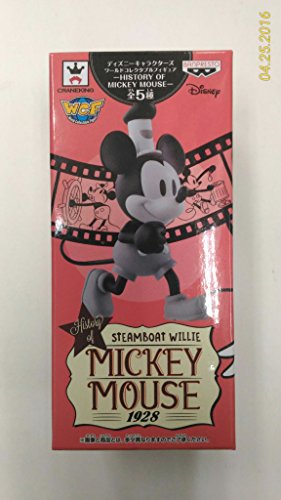 04.25.2016
ディズニーキャラクターズ
ワールドコレクタブルフィギュア
—HISTORY OF
MICKEY MOUSE—
全5種
CRANEKING
WCF
BANPRESTO
Disney
History
of
STEAMBOAT WILLIE
MICKEY
MOUSE
1928